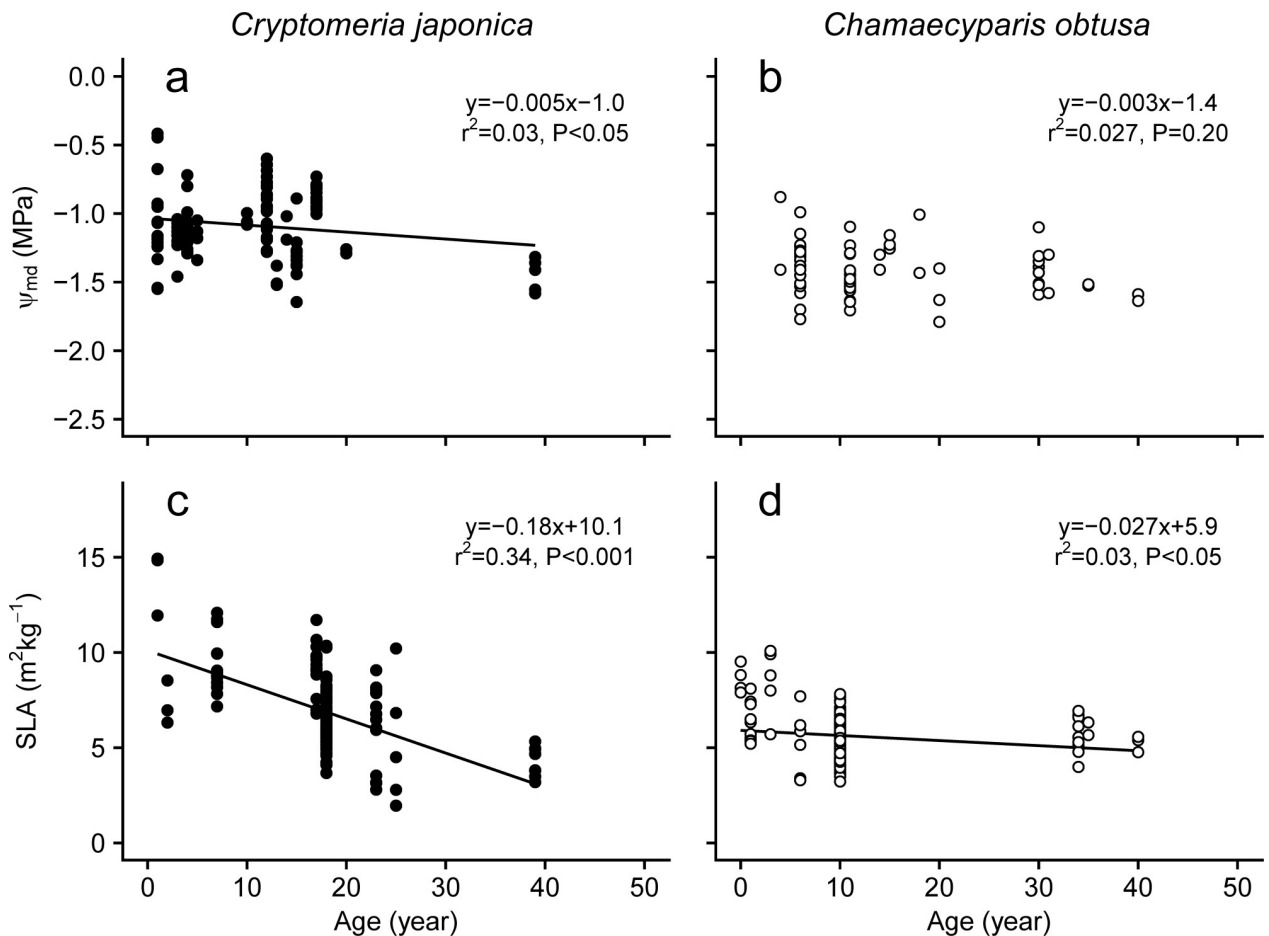 Cryptomeria japonica
Chamaecyparis obtusa
a
y=−0.005x−1.0
r²=0.03, P<0.05
b
y=−0.003x−1.4
r²=0.027, P=0.20
0.0
−0.5
−1.0
−1.5
−2.0
−2.5
ψmd (MPa)
c
y=−0.18x+10.1
r²=0.34, P<0.001
d
y=−0.027x+5.9
r²=0.03, P<0.05
15
10
5
0
SLA (m²kg⁻¹)
0 10 20 30 40 50
0 10 20 30 40 50
Age (year)
Age (year)